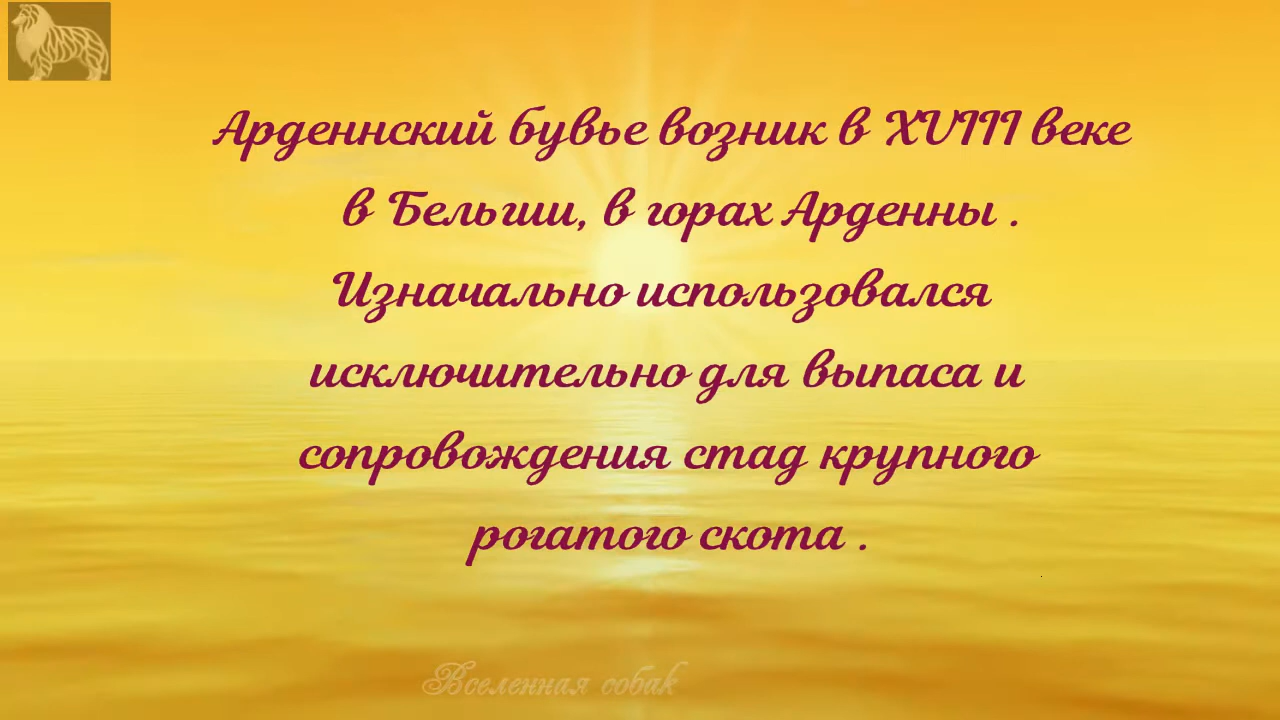 Арденнский бувье возник в XVIII веке
в Бельгии, в горах Арденны .
Изначально использовался
исключительно для выпаса и
сопровождения стад крупного
рогатого скота .
Вселенная собак